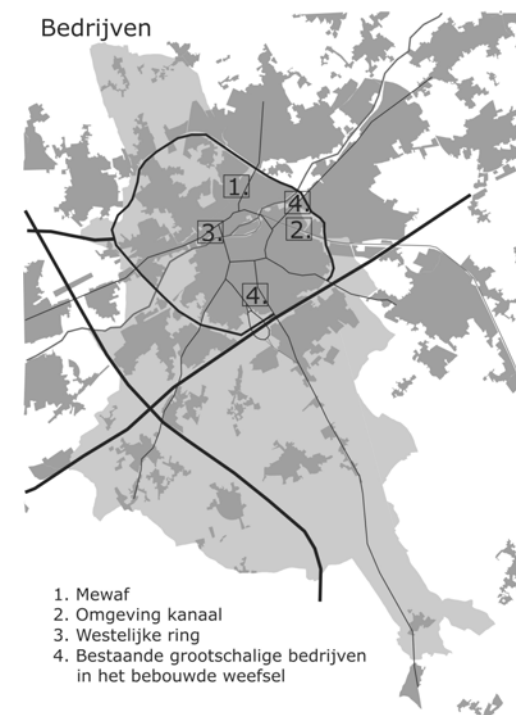 Bedrijven
1.
4.
3.
2.
4.
1. Mewaf
2. Omgeving kanaal
3. Westelijke ring
4. Bestaande grootschalige bedrijven
in het bebouwde weefsel